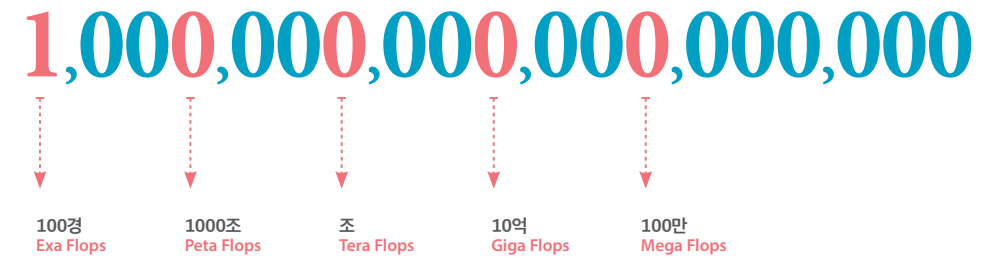 1,000,000,000,000,000,000
100경 1000조 조 10억 100만
Exa Flops Peta Flops Tera Flops Giga Flops Mega Flops